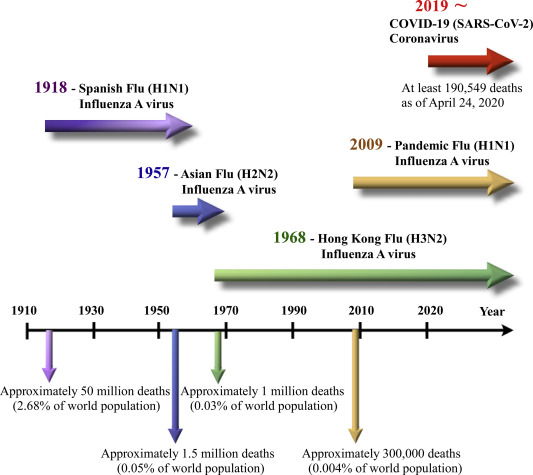 2019 ~
COVID-19 (SARS-CoV-2)
Coronavirus
At least 190,549 deaths
as of April 24, 2020
1918 - Spanish Flu (H1N1)
Influenza A virus
2009 - Pandemic Flu (H1N1)
Influenza A virus
1957 - Asian Flu (H2N2)
Influenza A virus
1968 - Hong Kong Flu (H3N2)
Influenza A virus
1910 1930 1950 1970 1990 2010 2020 Year
Approximately 50 million deaths
(2.68% of world population)
Approximately 1 million deaths
(0.03% of world population)
Approximately 1.5 million deaths
(0.05% of world population)
Approximately 300,000 deaths
(0.004% of world population)